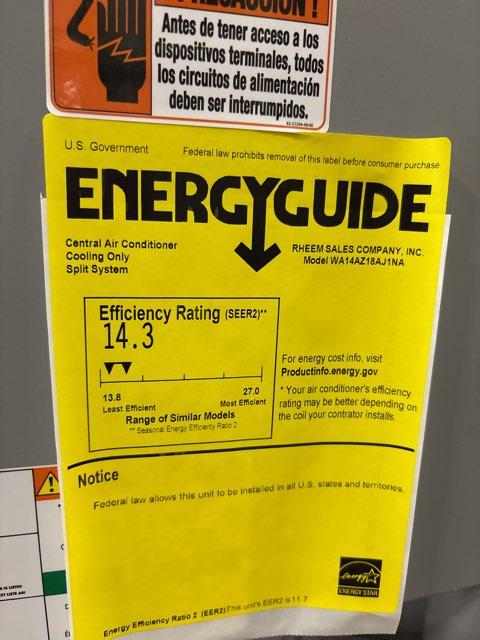 ¡PRECAUCIÓN!
Antes de tener acceso a los
dispositivos terminales, todos
los circuitos de alimentación
deben ser interrumpidos.
U.S. Government
Federal law prohibits removal of this label before consumer purchase.
ENERGYGUIDE
Central Air Conditioner
Cooling Only
Split System
RHEEM SALES COMPANY, INC.
Model WA14AZ18AJ1NA
Efficiency Rating (SEER2)**
14.3
13.8
Least Efficient
27.0
Most Efficient
Range of Similar Models
** Seasonal Energy Efficiency Ratio 2
For energy cost info, visit
Productinfo.energy.gov
* Your air conditioner's efficiency
rating may be better depending on
the coil your contrator installs.
Notice
Federal law allows this unit to be installed in all U.S. states and territories.
energy
ENERGY STAR
Energy Efficiency Ratio 2 (EER2):This unit's EER2 is 11.7